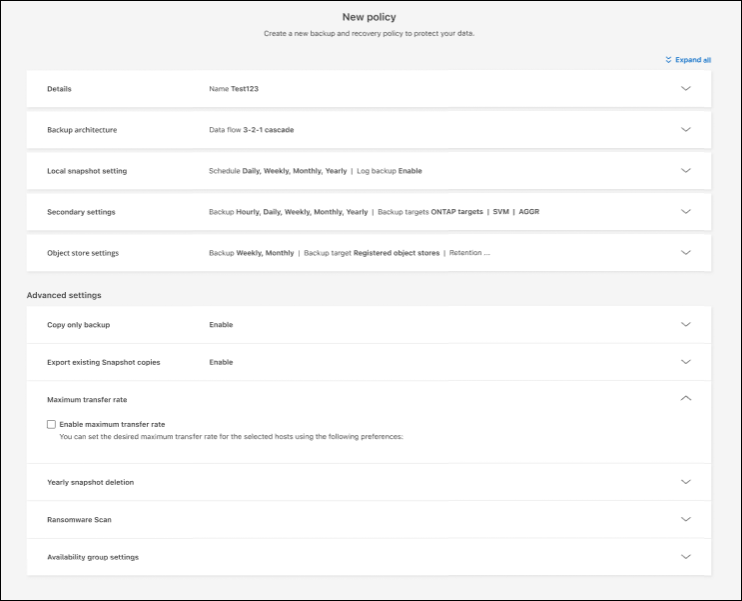 New policy
Create a new backup and recovery policy to protect your data.
Expand all
Details Name Test123
Backup architecture Data flow 3-2-1 cascade
Local snapshot setting Schedule Daily, Weekly, Monthly, Yearly | Log backup Enable
Secondary settings Backup Hourly, Daily, Weekly, Monthly, Yearly | Backup targets ONTAP targets | SVM | AGGR
Object store settings Backup Weekly, Monthly | Backup target Registered object stores | Retention ...
Advanced settings
Copy only backup Enable
Export existing Snapshot copies Enable
Maximum transfer rate
Enable maximum transfer rate
You can set the desired maximum transfer rate for the selected hosts using the following preferences:
Yearly snapshot deletion
Ransomware Scan
Availability group settings